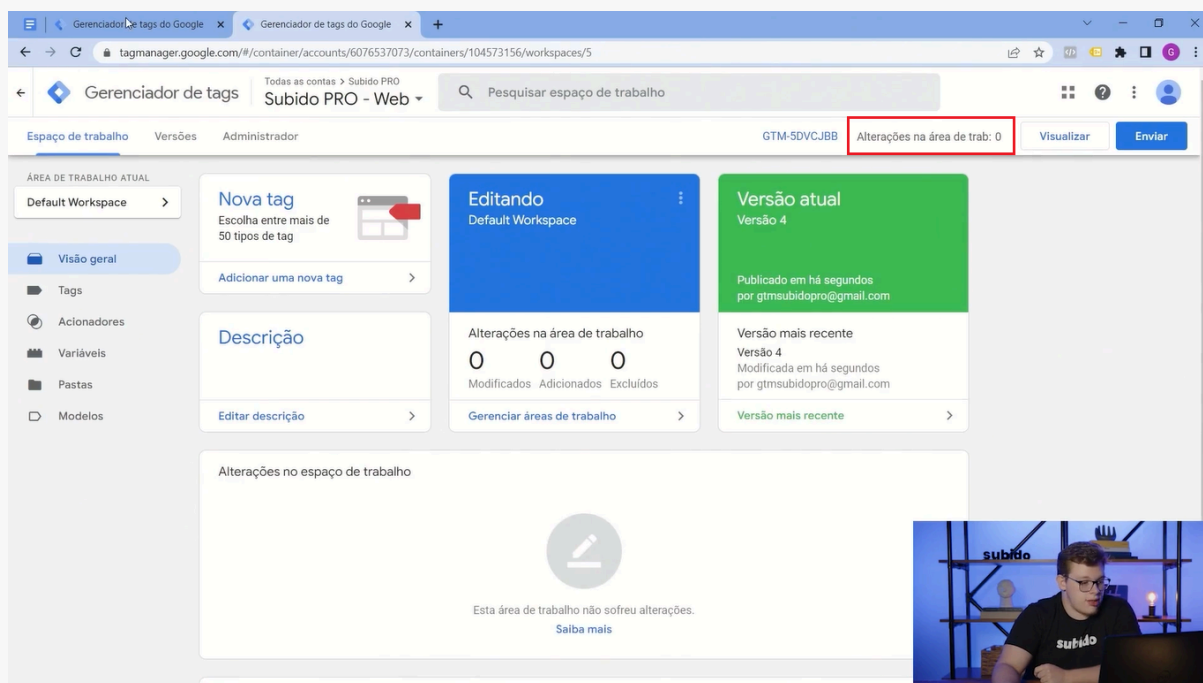 Gerenciador de tags do Google
Gerenciador de tags do Google
tagmanager.google.com/#/container/accounts/6076537073/containers/104573156/workspaces/5
G
Gerenciador de tags
Todas as contas > Subido PRO
Subido PRO - Web
Pesquisar espaço de trabalho
Espaço de trabalho
Versões
Administrador
GTM-5DVCJBB
Alterações na área de trab: 0
Visualizar
Enviar
ÁREA DE TRABALHO ATUAL
Default Workspace
Visão geral
Tags
Acionadores
Variáveis
Pastas
Modelos
Nova tag
Escolha entre mais de
50 tipos de tag
Adicionar uma nova tag
Descrição
Editar descrição
Editando
Default Workspace
Alterações na área de trabalho
0 0 0
Modificados Adicionados Excluídos
Gerenciar áreas de trabalho
Versão atual
Versão 4
Publicado em há segundos
por gtmsubidopro@gmail.com
Versão mais recente
Versão 4
Modificada em há segundos
por gtmsubidopro@gmail.com
Versão mais recente
Alterações no espaço de trabalho
Esta área de trabalho não sofreu alterações.
Saiba mais
subido
subido